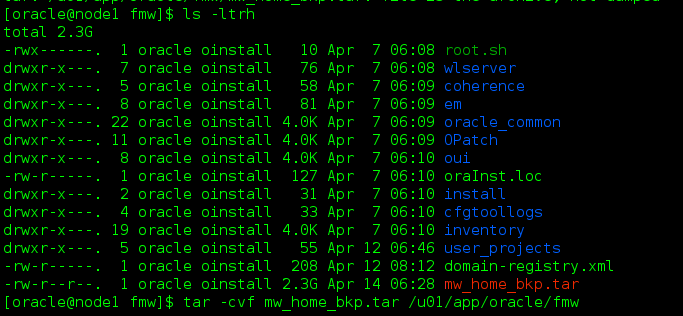 [oracle@node1 fmw]$ ls -ltrh
total 2.3G
-rwx------. 1 oracle oinstall 10 Apr 7 06:08 root.sh
drwxr-x---. 7 oracle oinstall 76 Apr 7 06:08 wlserver
drwxr-x---. 5 oracle oinstall 58 Apr 7 06:09 coherence
drwxr-x---. 8 oracle oinstall 81 Apr 7 06:09 em
drwxr-x---. 22 oracle oinstall 4.0K Apr 7 06:09 oracle_common
drwxr-x---. 11 oracle oinstall 4.0K Apr 7 06:09 OPatch
drwxr-x---. 8 oracle oinstall 4.0K Apr 7 06:10 oui
-rw-r-----. 1 oracle oinstall 127 Apr 7 06:10 oraInst.loc
drwxr-x---. 2 oracle oinstall 31 Apr 7 06:10 install
drwxr-x---. 4 oracle oinstall 33 Apr 7 06:10 cfgtoollogs
drwxr-x---. 19 oracle oinstall 4.0K Apr 7 06:10 inventory
drwxr-x---. 5 oracle oinstall 55 Apr 12 06:46 user_projects
-rw-r-----. 1 oracle oinstall 208 Apr 12 08:12 domain-registry.xml
-rw-r--r--. 1 oracle oinstall 2.3G Apr 14 06:28 mw_home_bkp.tar
[oracle@node1 fmw]$ tar -cvf mw_home_bkp.tar /u01/app/oracle/fmw